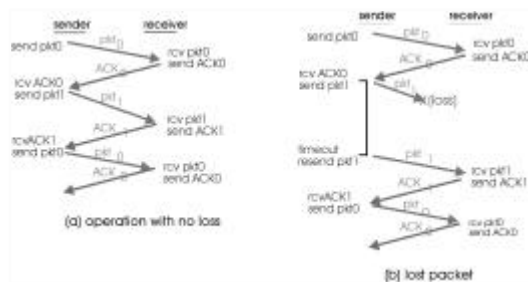 sender receiver
send pkt0
pkt0
rcv pkt0
send ACK0
ACK0
rcv ACK0
send pkt1
pkt1
rcv pkt1
send ACK1
ACK1
rcvACK1
send pkt0
pkt0
rcv pkt0
send ACK0
ACK0
(a) operation with no loss
sender receiver
send pkt0
pkt0
rcv pkt0
send ACK0
ACK0
rcv ACK0
send pkt1
pkt
X(loss)
timeout
resend pkt1
pkt1
rcv pkt1
send ACK1
ACK1
rcvACK1
send pkt0
pkt0
rcv pkt0
send ACK0
ACK0
(b) lost packet